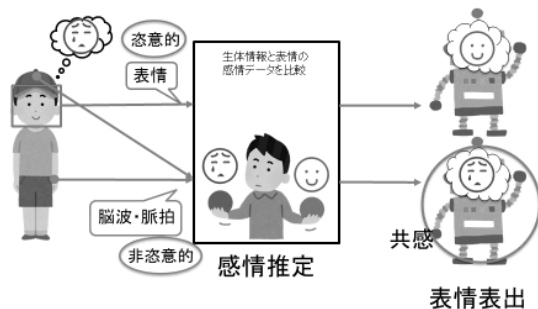 恣意的
表情
生体情報と表情の
感情データを比較
脳波・脈拍
非恣意的
感情推定
共感
表情表出